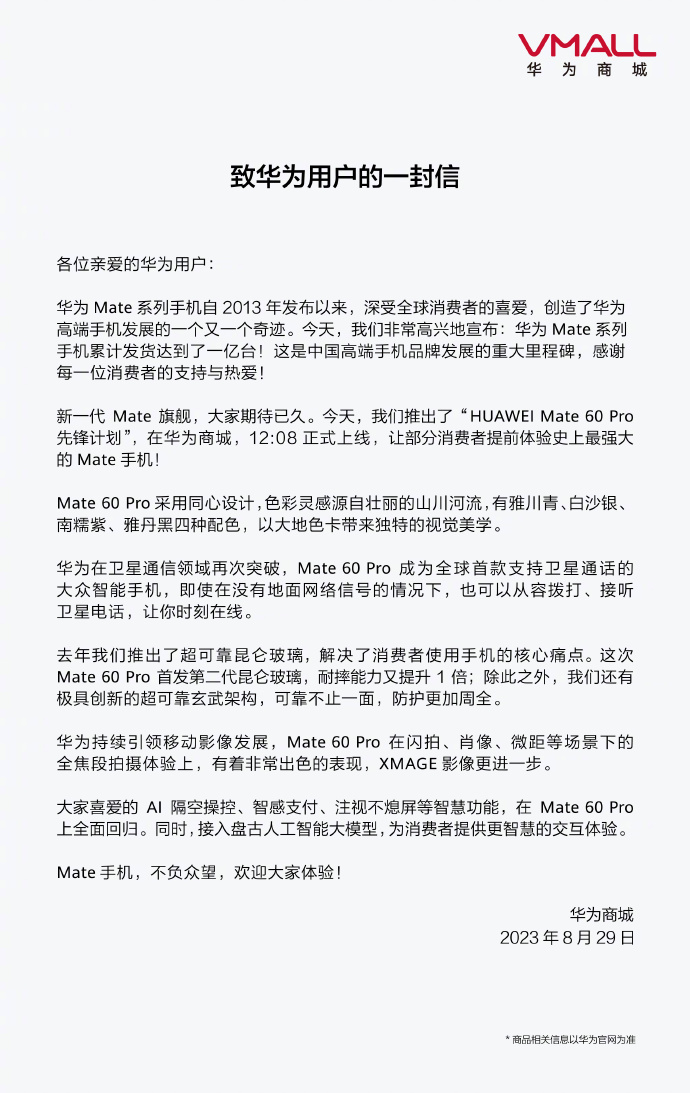 VMALL
华为商城
致华为用户的一封信
各位亲爱的华为用户：
华为 Mate 系列手机自 2013 年发布以来，深受全球消费者的喜爱，创造了华为
高端手机发展的一个又一个奇迹。今天，我们非常高兴地宣布：华为 Mate 系列
手机累计发货达到了一亿台！这是中国高端手机品牌发展的重大里程碑，感谢
每一位消费者的支持与热爱！
新一代 Mate 旗舰，大家期待已久。今天，我们推出了“HUAWEI Mate 60 Pro
先锋计划”，在华为商城，12:08 正式上线，让部分消费者提前体验史上最强大
的 Mate 手机！
Mate 60 Pro 采用同心设计，色彩灵感源自壮丽的山川河流，有雅川青、白沙银、
南糯紫、雅丹黑四种配色，以大地色卡带来独特的视觉美学。
华为在卫星通信领域再次突破，Mate 60 Pro 成为全球首款支持卫星通话的
大众智能手机，即使在没有地面网络信号的情况下，也可以从容拨打、接听
卫星电话，让你时刻在线。
去年我们推出了超可靠昆仑玻璃，解决了消费者使用手机的核心痛点。这次
Mate 60 Pro 首发第二代昆仑玻璃，耐摔能力又提升 1 倍；除此之外，我们还有
极具创新的超可靠玄武架构，可靠不止一面，防护更加周全。
华为持续引领移动影像发展，Mate 60 Pro 在闪拍、肖像、微距等场景下的
全焦段拍摄体验上，有着非常出色的表现，XMAGE 影像更进一步。
大家喜爱的 AI 隔空操控、智感支付、注视不熄屏等智慧功能，在 Mate 60 Pro
上全面回归。同时，接入盘古人工智能大模型，为消费者提供更智慧的交互体验。
Mate 手机，不负众望，欢迎大家体验！
华为商城
2023 年 8 月 29 日
* 商品相关信息以华为官网为准